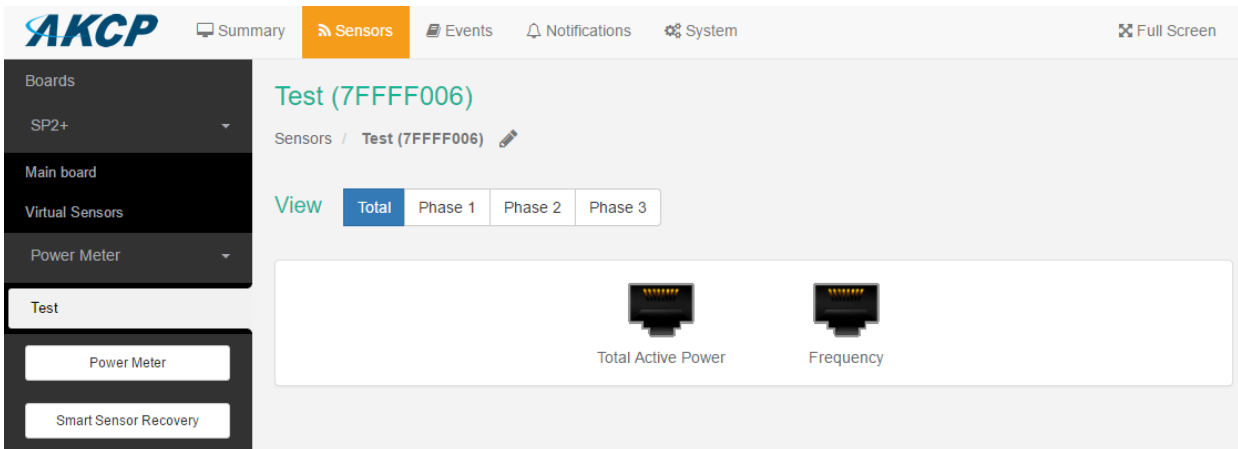 AKCP Summary Sensors Events Notifications System Full Screen
Boards
SP2+
Main board
Virtual Sensors
Power Meter
Test
Power Meter
Smart Sensor Recovery
Test (7FFFF006)
Sensors / Test (7FFFF006)
View Total Phase 1 Phase 2 Phase 3
Total Active Power Frequency